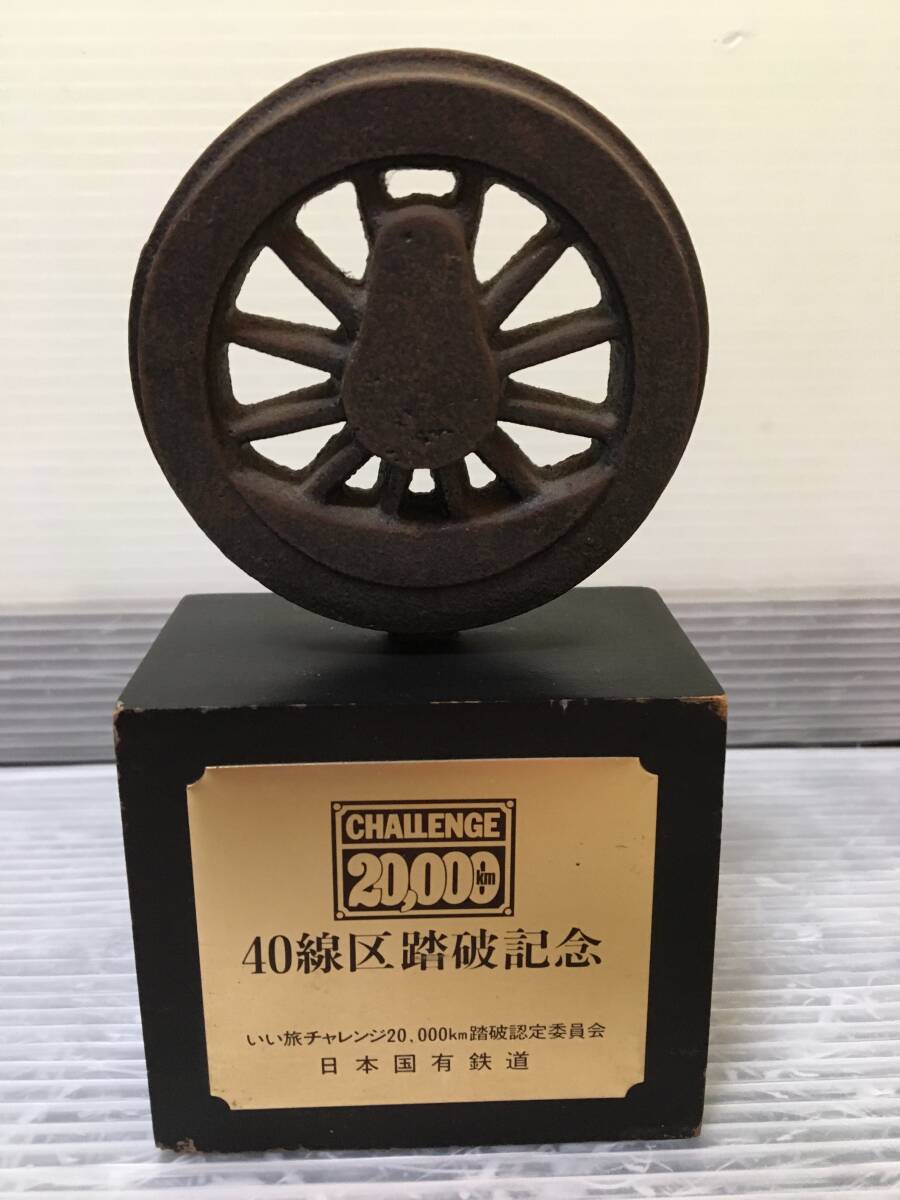 CHALLENGE
20,000km
40線区踏破記念
いい旅チャレンジ20,000km踏破認定委員会
日本国有鉄道